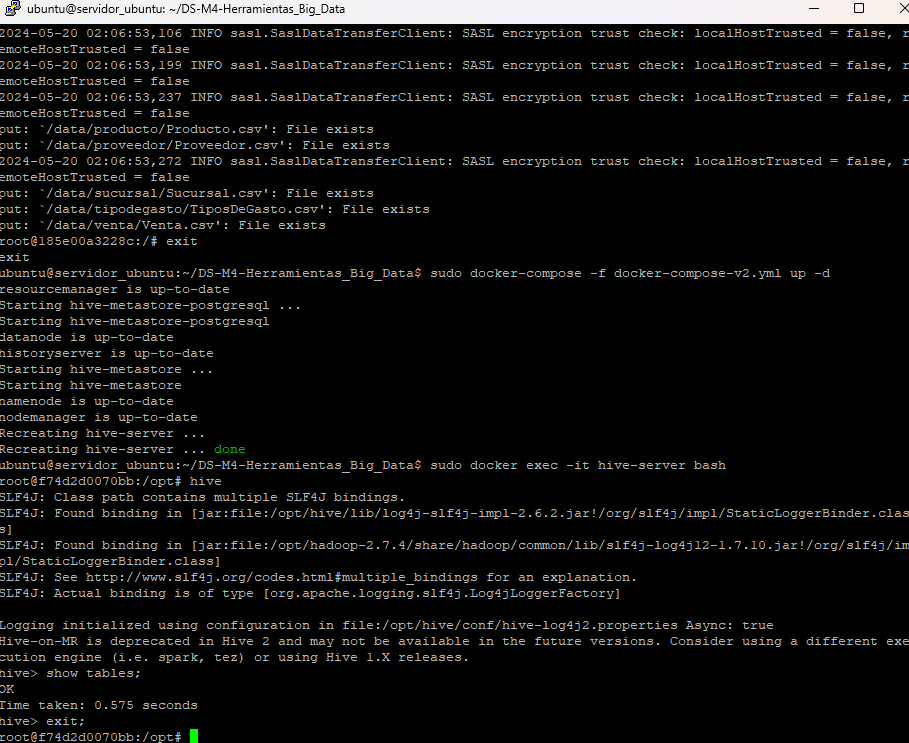 ubuntu@servidor_ubuntu: ~/DS-M4-Herramientas_Big_Data
2024-05-20 02:06:53,106 INFO sasl.SaslDataTransferClient: SASL encryption trust check: localHostTrusted = false, r
emoteHostTrusted = false
2024-05-20 02:06:53,199 INFO sasl.SaslDataTransferClient: SASL encryption trust check: localHostTrusted = false, r
emoteHostTrusted = false
2024-05-20 02:06:53,237 INFO sasl.SaslDataTransferClient: SASL encryption trust check: localHostTrusted = false, r
emoteHostTrusted = false
put: `/data/producto/Producto.csv': File exists
put: `/data/proveedor/Proveedor.csv': File exists
2024-05-20 02:06:53,272 INFO sasl.SaslDataTransferClient: SASL encryption trust check: localHostTrusted = false, r
emoteHostTrusted = false
put: `/data/sucursal/Sucursal.csv': File exists
put: `/data/tipodegasto/TiposDeGasto.csv': File exists
put: `/data/venta/Venta.csv': File exists
root@185e00a3228c:/# exit
exit
ubuntu@servidor_ubuntu:~/DS-M4-Herramientas_Big_Data$ sudo docker-compose -f docker-compose-v2.yml up -d
resourcemanager is up-to-date
Starting hive-metastore-postgresql ...
Starting hive-metastore-postgresql
datanode is up-to-date
historyserver is up-to-date
Starting hive-metastore ...
Starting hive-metastore
namenode is up-to-date
nodemanager is up-to-date
Recreating hive-server ...
Recreating hive-server ... done
ubuntu@servidor_ubuntu:~/DS-M4-Herramientas_Big_Data$ sudo docker exec -it hive-server bash
root@f74d2d0070bb:/opt# hive
SLF4J: Class path contains multiple SLF4J bindings.
SLF4J: Found binding in [jar:file:/opt/hive/lib/log4j-slf4j-impl-2.6.2.jar!/org/slf4j/impl/StaticLoggerBinder.clas
s]
SLF4J: Found binding in [jar:file:/opt/hadoop-2.7.4/share/hadoop/common/lib/slf4j-log4j12-1.7.10.jar!/org/slf4j/im
pl/StaticLoggerBinder.class]
SLF4J: See http://www.slf4j.org/codes.html#multiple_bindings for an explanation.
SLF4J: Actual binding is of type [org.apache.logging.slf4j.Log4jLoggerFactory]
Logging initialized using configuration in file:/opt/hive/conf/hive-log4j2.properties Async: true
Hive-on-MR is deprecated in Hive 2 and may not be available in the future versions. Consider using a different exe
cution engine (i.e. spark, tez) or using Hive 1.X releases.
hive> show tables;
OK
Time taken: 0.575 seconds
hive> exit;
root@f74d2d0070bb:/opt#